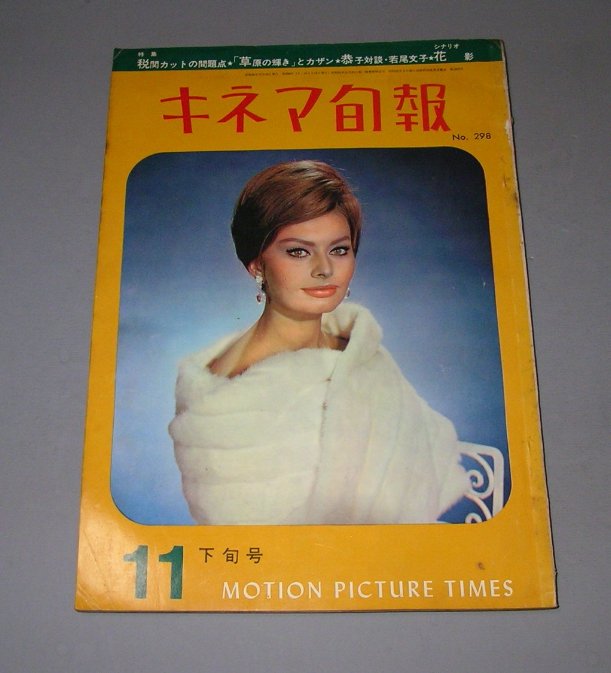 特集
シナリオ
税関カットの問題点★「草原の輝き」とカザン★恭子対談・若尾文子★花影
キネマ旬報
No. 298
11 下旬号
MOTION PICTURE TIMES